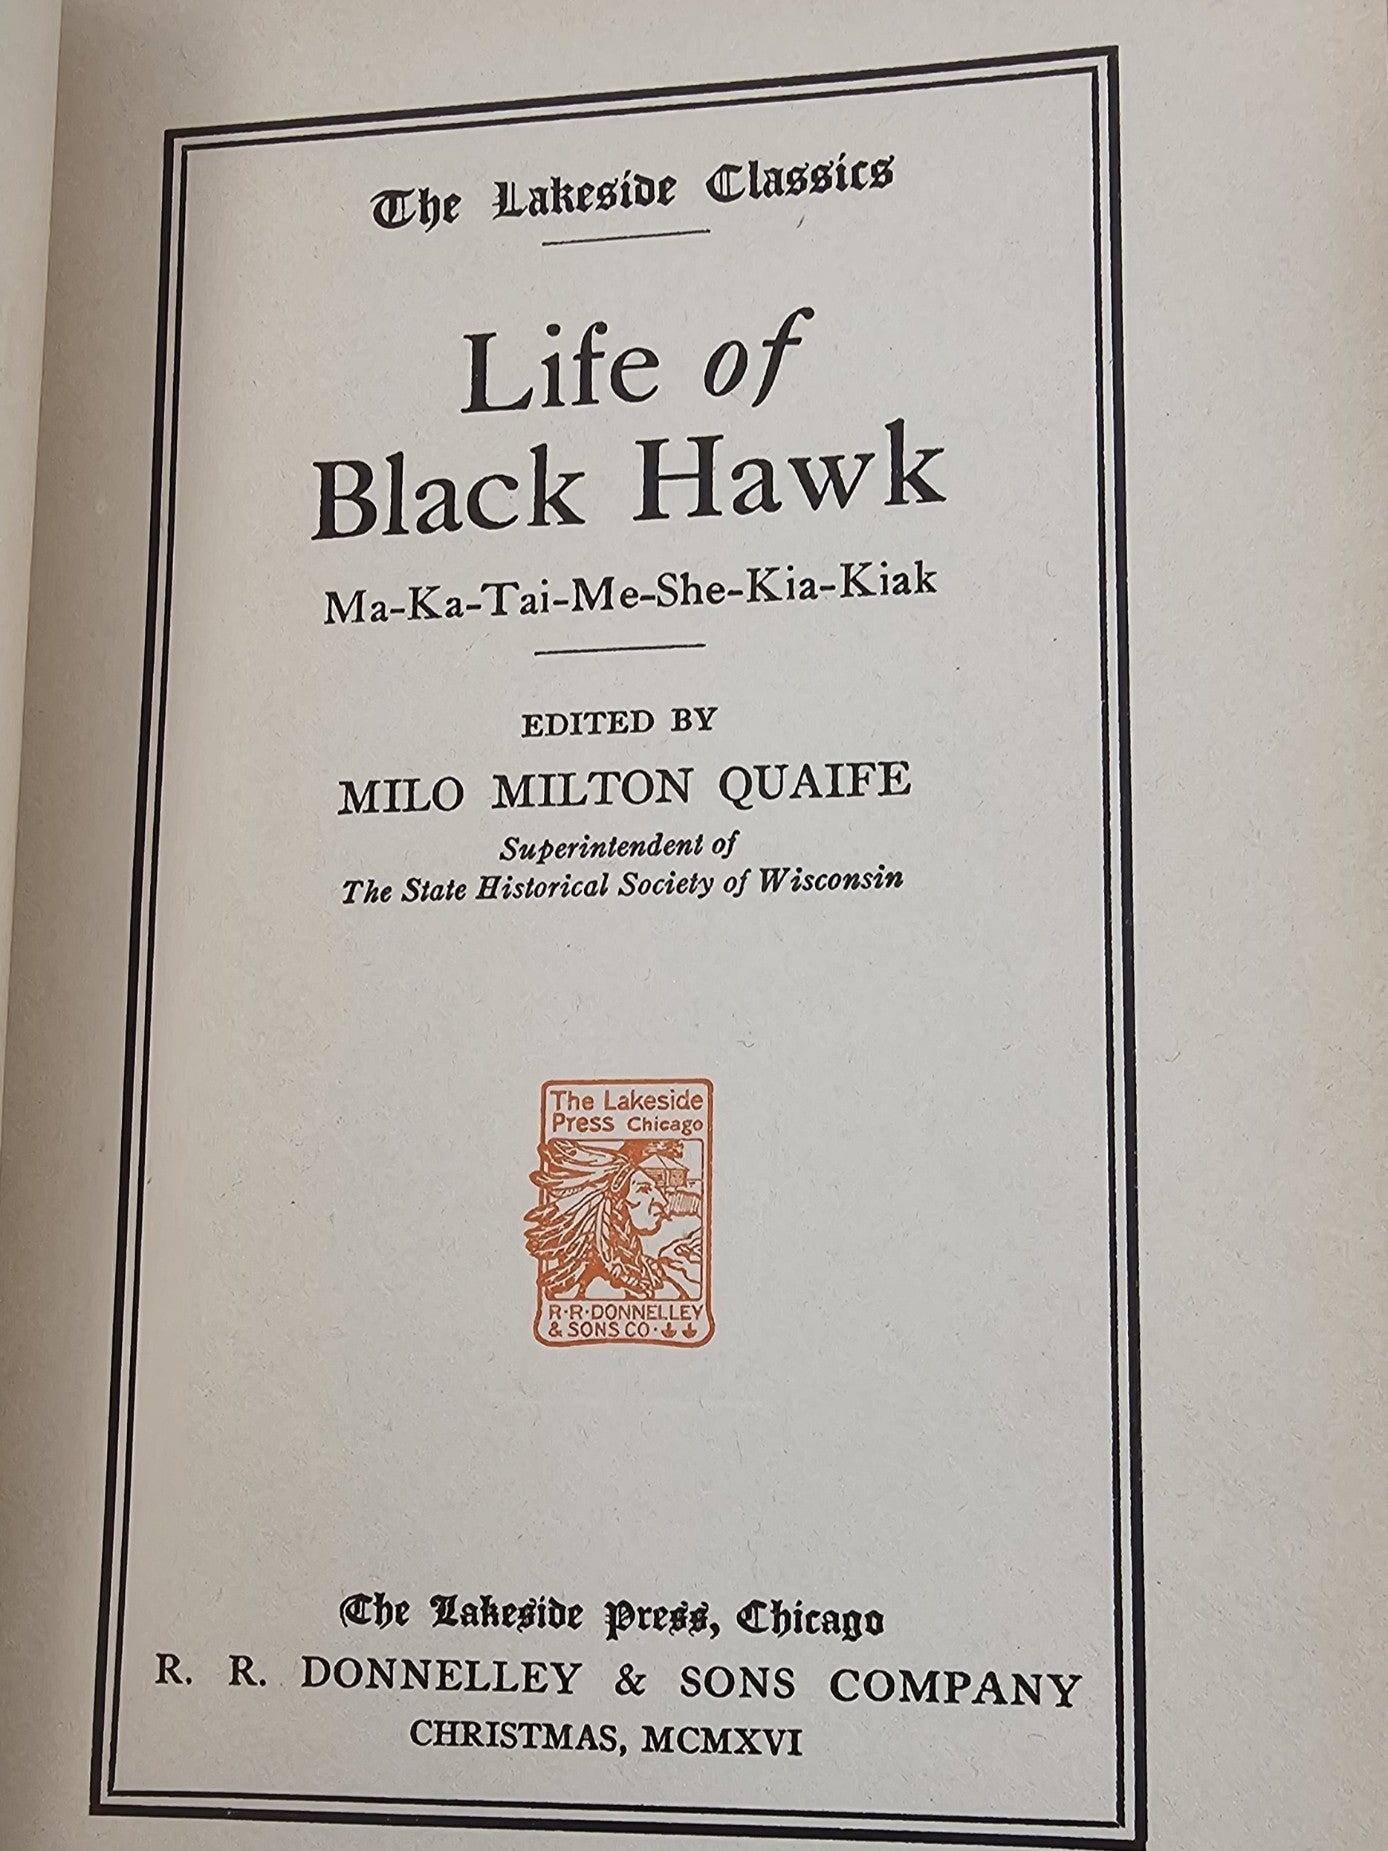 The Lakeside Classics
Life of
Black Hawk
Ma-Ka-Tai-Me-She-Kia-Kiak
EDITED BY
MILO MILTON QUAIFE
Superintendent of
The State Historical Society of Wisconsin
The Lakeside
Press Chicago
R·R·DONNELLEY
& SONS CO·
The Lakeside Press, Chicago
R. R. DONNELLEY & SONS COMPANY
CHRISTMAS, MCMXVI